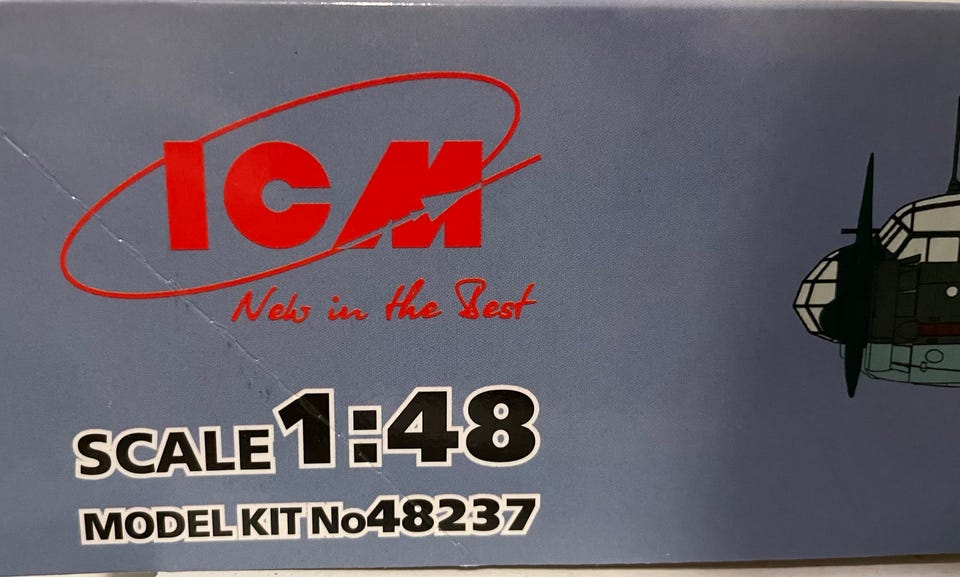 ICM
New in the Best
SCALE 1:48
MODEL KIT No48237